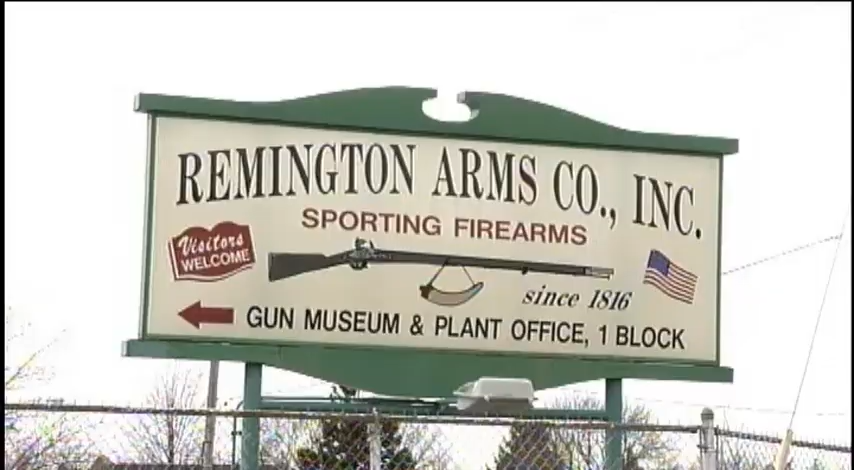 REMINGTON ARMS CO., INC.
SPORTING FIREARMS
Visitors
WELCOME
since 1816
GUN MUSEUM & PLANT OFFICE, 1 BLOCK